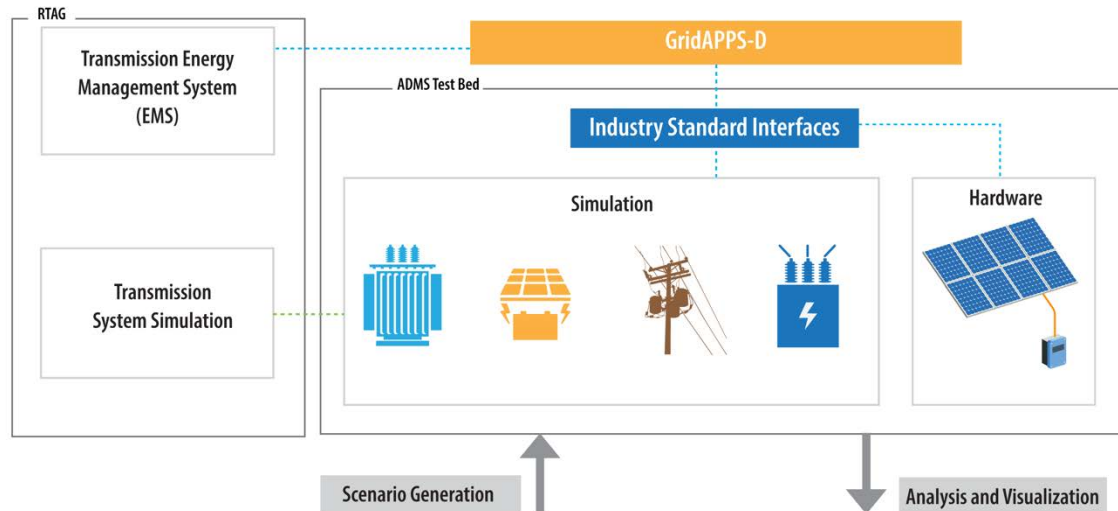 RTAG
Transmission Energy
Management System
(EMS)
GridAPPS-D
ADMS Test Bed
Industry Standard Interfaces
Simulation
Hardware
Transmission
System Simulation
Scenario Generation
Analysis and Visualization